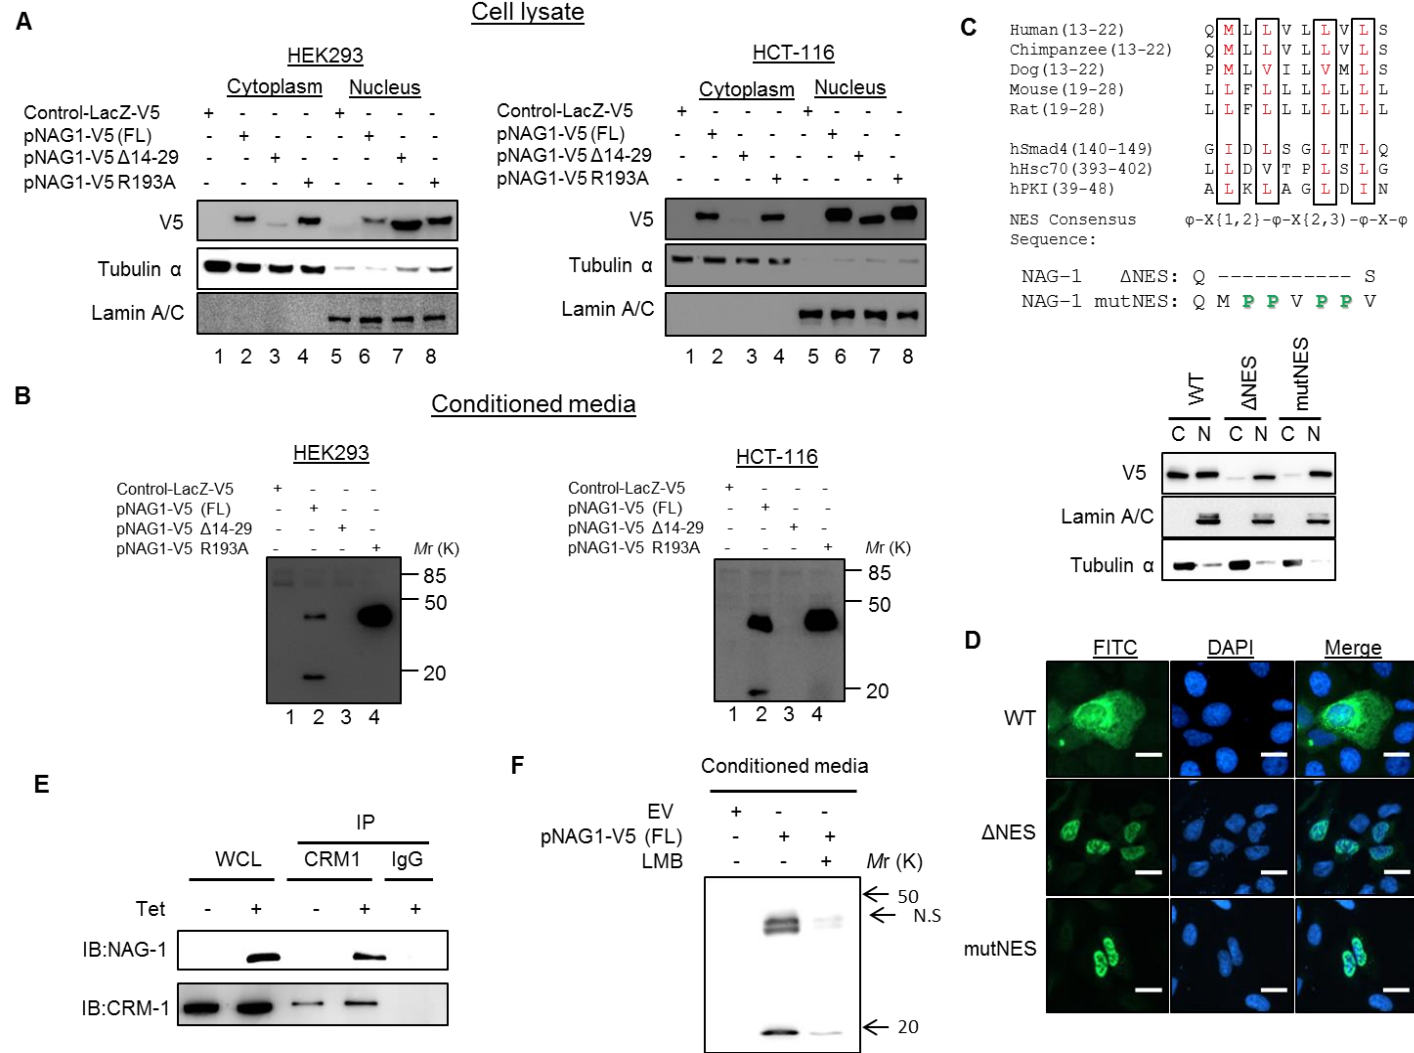 A
Cell lysate
HEK293
Cytoplasm Nucleus
Control-LacZ-V5 + - - - + - - -
pNAG1-V5 (FL) - + - - - + - -
pNAG1-V5 Δ14-29 - - + - - - + -
pNAG1-V5 R193A - - - + - - - +
V5
Tubulin α
Lamin A/C
1 2 3 4 5 6 7 8
HCT-116
Cytoplasm Nucleus
Control-LacZ-V5 + - - - + - - -
pNAG1-V5 (FL) - + - - - + - -
pNAG1-V5 Δ14-29 - - + - - - + -
pNAG1-V5 R193A - - - + - - - +
V5
Tubulin α
Lamin A/C
1 2 3 4 5 6 7 8
B
Conditioned media
HEK293
Control-LacZ-V5 + - - -
pNAG1-V5 (FL) - + - -
pNAG1-V5 Δ14-29 - - + -
pNAG1-V5 R193A - - - +
Mr (K)
85
50
20
1 2 3 4
HCT-116
Control-LacZ-V5 + - - -
pNAG1-V5 (FL) - + - -
pNAG1-V5 Δ14-29 - - + -
pNAG1-V5 R193A - - - +
Mr (K)
85
50
20
1 2 3 4
C
Human(13-22) Q M L L V L L V L S
Chimpanzee(13-22) Q M L L V L L V L S
Dog(13-22) P M L V I L V M L S
Mouse(19-28) L L F L L L L L L L
Rat(19-28) L L F L L L L L L L
hSmad4(140-149) G I D L S G L T L Q
hHsc70(393-402) L L D V T P L S L G
hPKI(39-48) A L K L A G L D I N
NES Consensus φ-X{1,2}-φ-X{2,3}-φ-X-φ
Sequence:
NAG-1 ΔNES: Q ----------- S
NAG-1 mutNES: Q M P P V P P V
WT ΔNES mutNES
C N C N C N
V5
Lamin A/C
Tubulin α
D
FITC DAPI Merge
WT
ΔNES
mutNES
E
IP
WCL CRM1 IgG
Tet - + - + +
IB:NAG-1
IB:CRM-1
F
Conditioned media
EV + - -
pNAG1-V5 (FL) - + +
LMB - - + Mr (K)
50
N.S
20